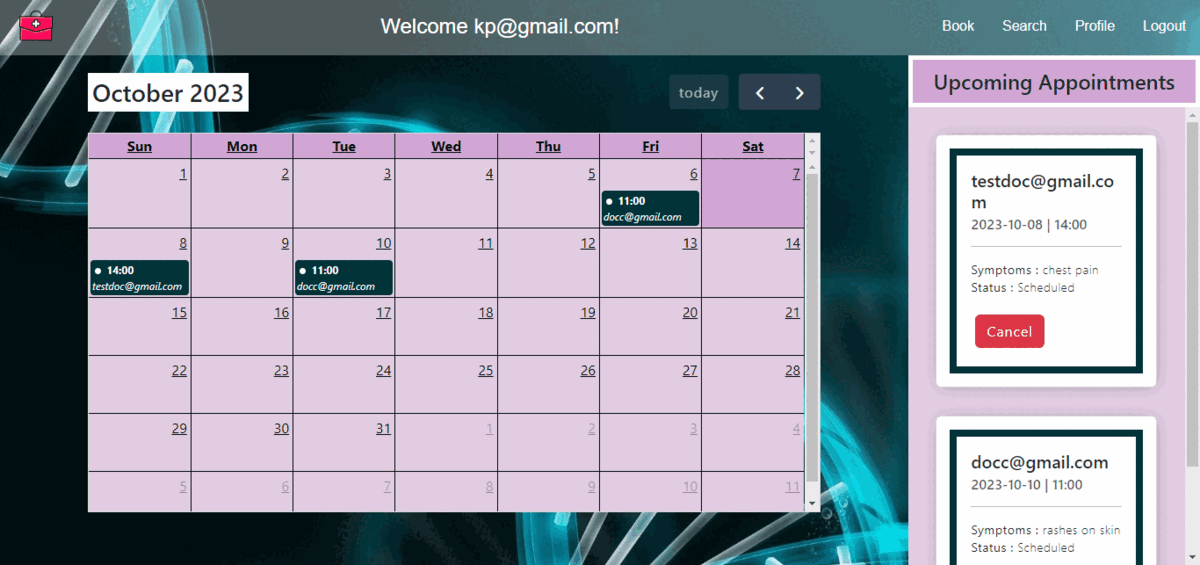 Welcome kp@gmail.com!
Book Search Profile Logout
October 2023
today
Sun Mon Tue Wed Thu Fri Sat
1 2 3 4 5 6 7
11:00
docc@gmail.com
8 9 10 11 12 13 14
14:00
testdoc@gmail.com
11:00
docc@gmail.com
15 16 17 18 19 20 21
22 23 24 25 26 27 28
29 30 31 1 2 3 4
5 6 7 8 9 10 11
Upcoming Appointments
testdoc@gmail.co
m
2023-10-08 | 14:00
Symptoms : chest pain
Status : Scheduled
Cancel
docc@gmail.com
2023-10-10 | 11:00
Symptoms : rashes on skin
Status : Scheduled